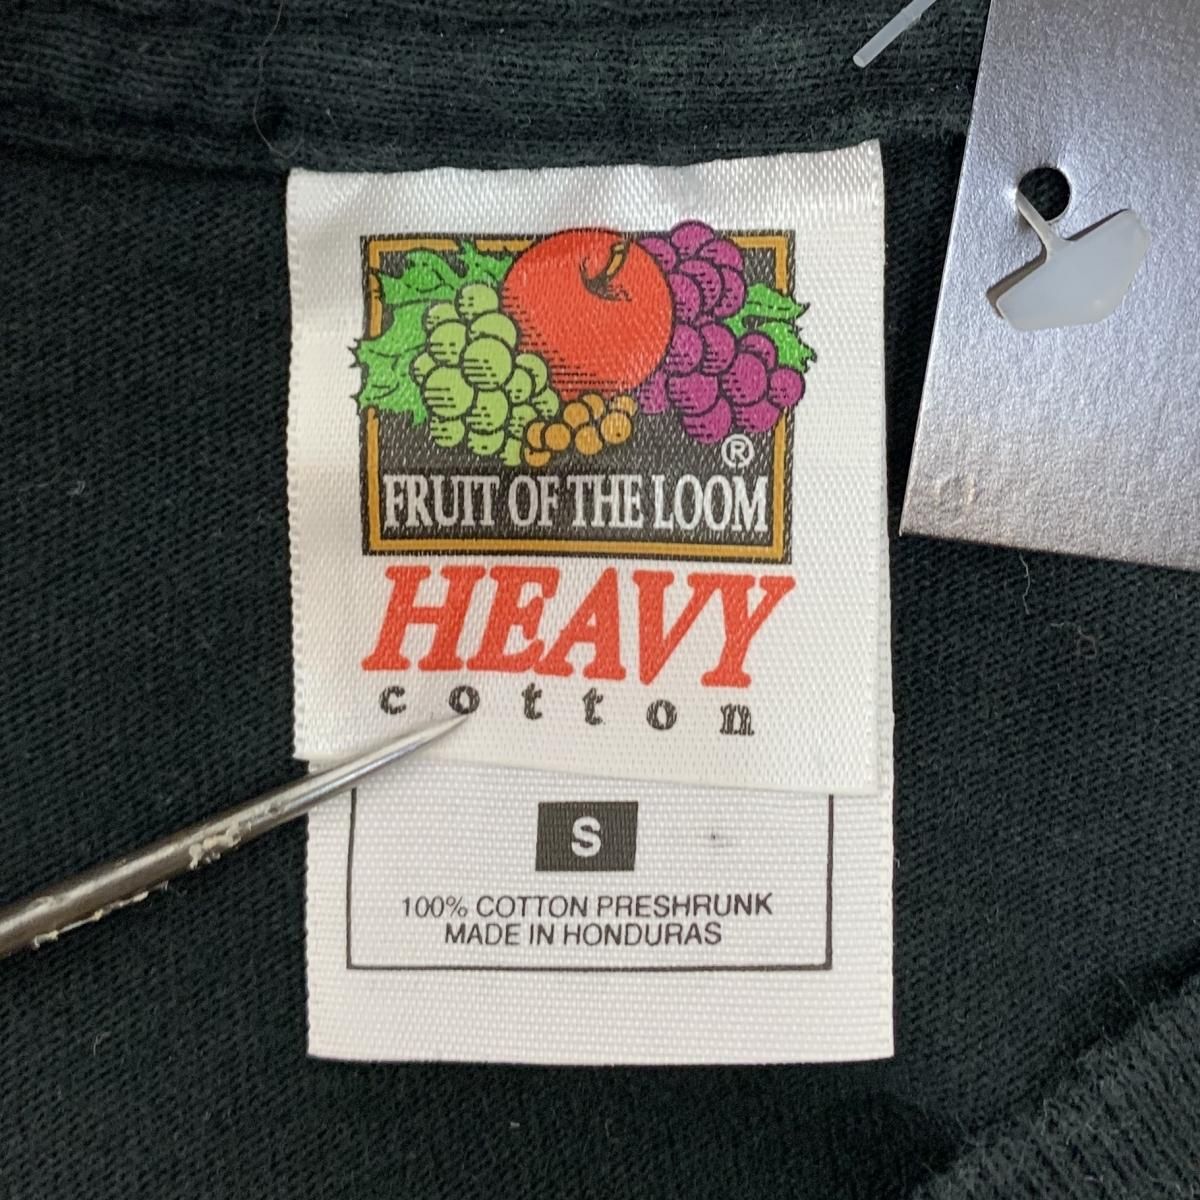 ®
FRUIT OF THE LOOM
HEAVY
cotton
S
100% COTTON PRESHRUNK
MADE IN HONDURAS